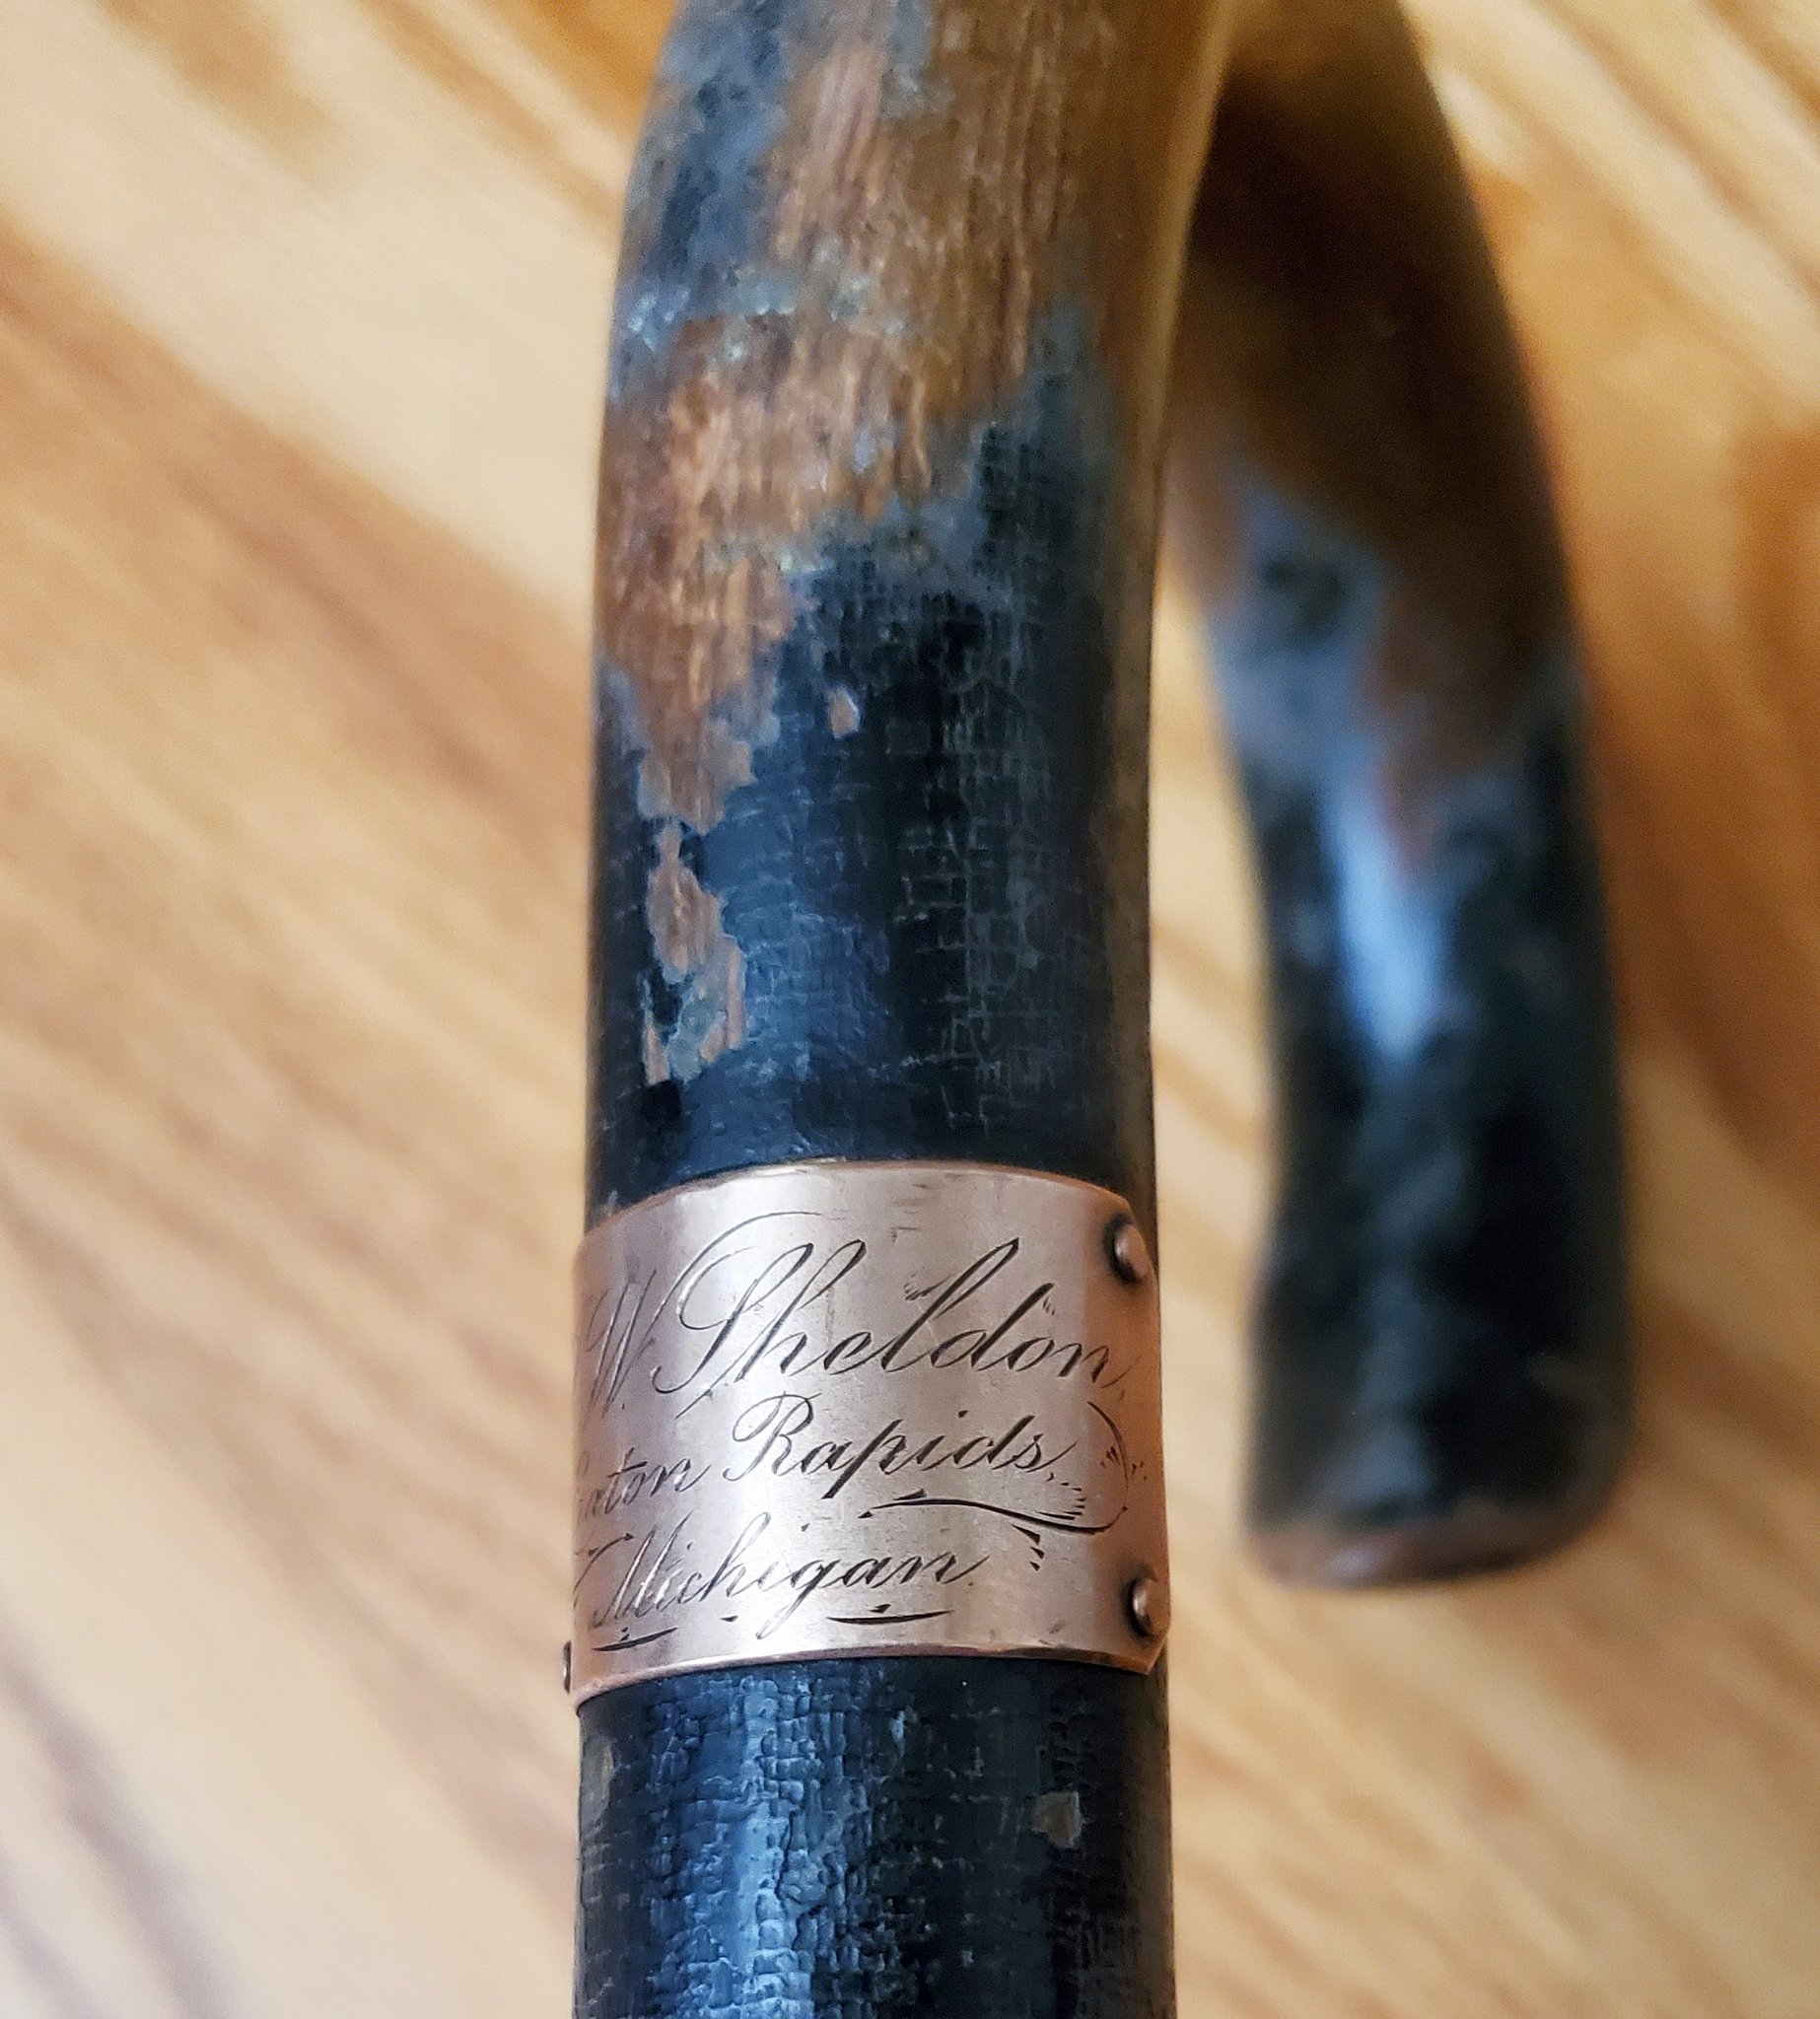 W. Sheldon,
Eaton Rapids,
Michigan.